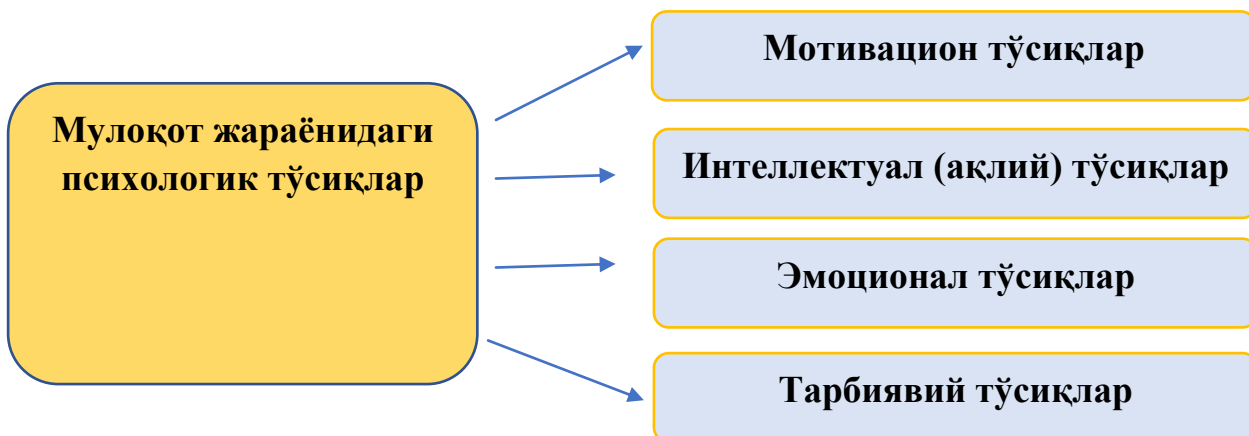 Мулоқот жараёнидаги
психологик тўсиқлар
Мотивацион тўсиқлар
Интеллектуал (ақлий) тўсиқлар
Эмоционал тўсиқлар
Тарбиявий тўсиқлар